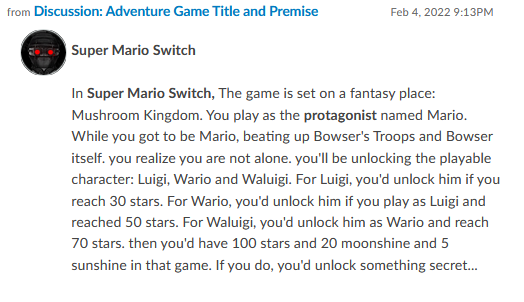 from Discussion: Adventure Game Title and Premise Feb 4, 2022 9:13PM
Super Mario Switch
In Super Mario Switch, The game is set on a fantasy place:
Mushroom Kingdom. You play as the protagonist named Mario.
While you got to be Mario, beating up Bowser's Troops and Bowser
itself. you realize you are not alone. you'll be unlocking the playable
character: Luigi, Wario and Waluigi. For Luigi, you'd unlock him if you
reach 30 stars. For Wario, you'd unlock him if you play as Luigi and
reached 50 stars. For Waluigi, you'd unlock him as Wario and reach
70 stars. then you'd have 100 stars and 20 moonshine and 5
sunshine in that game. If you do, you'd unlock something secret...